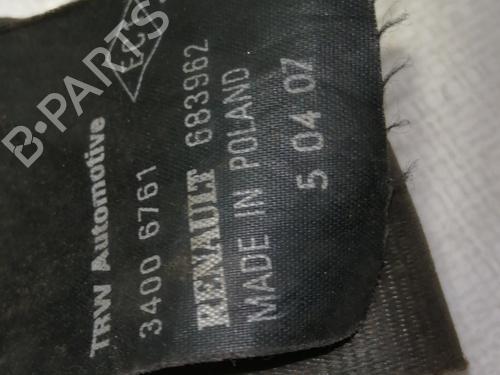 TRW Automotive
3400 6761
RENAULT 683962
MADE IN POLAND
5 04 07
B-PARTS